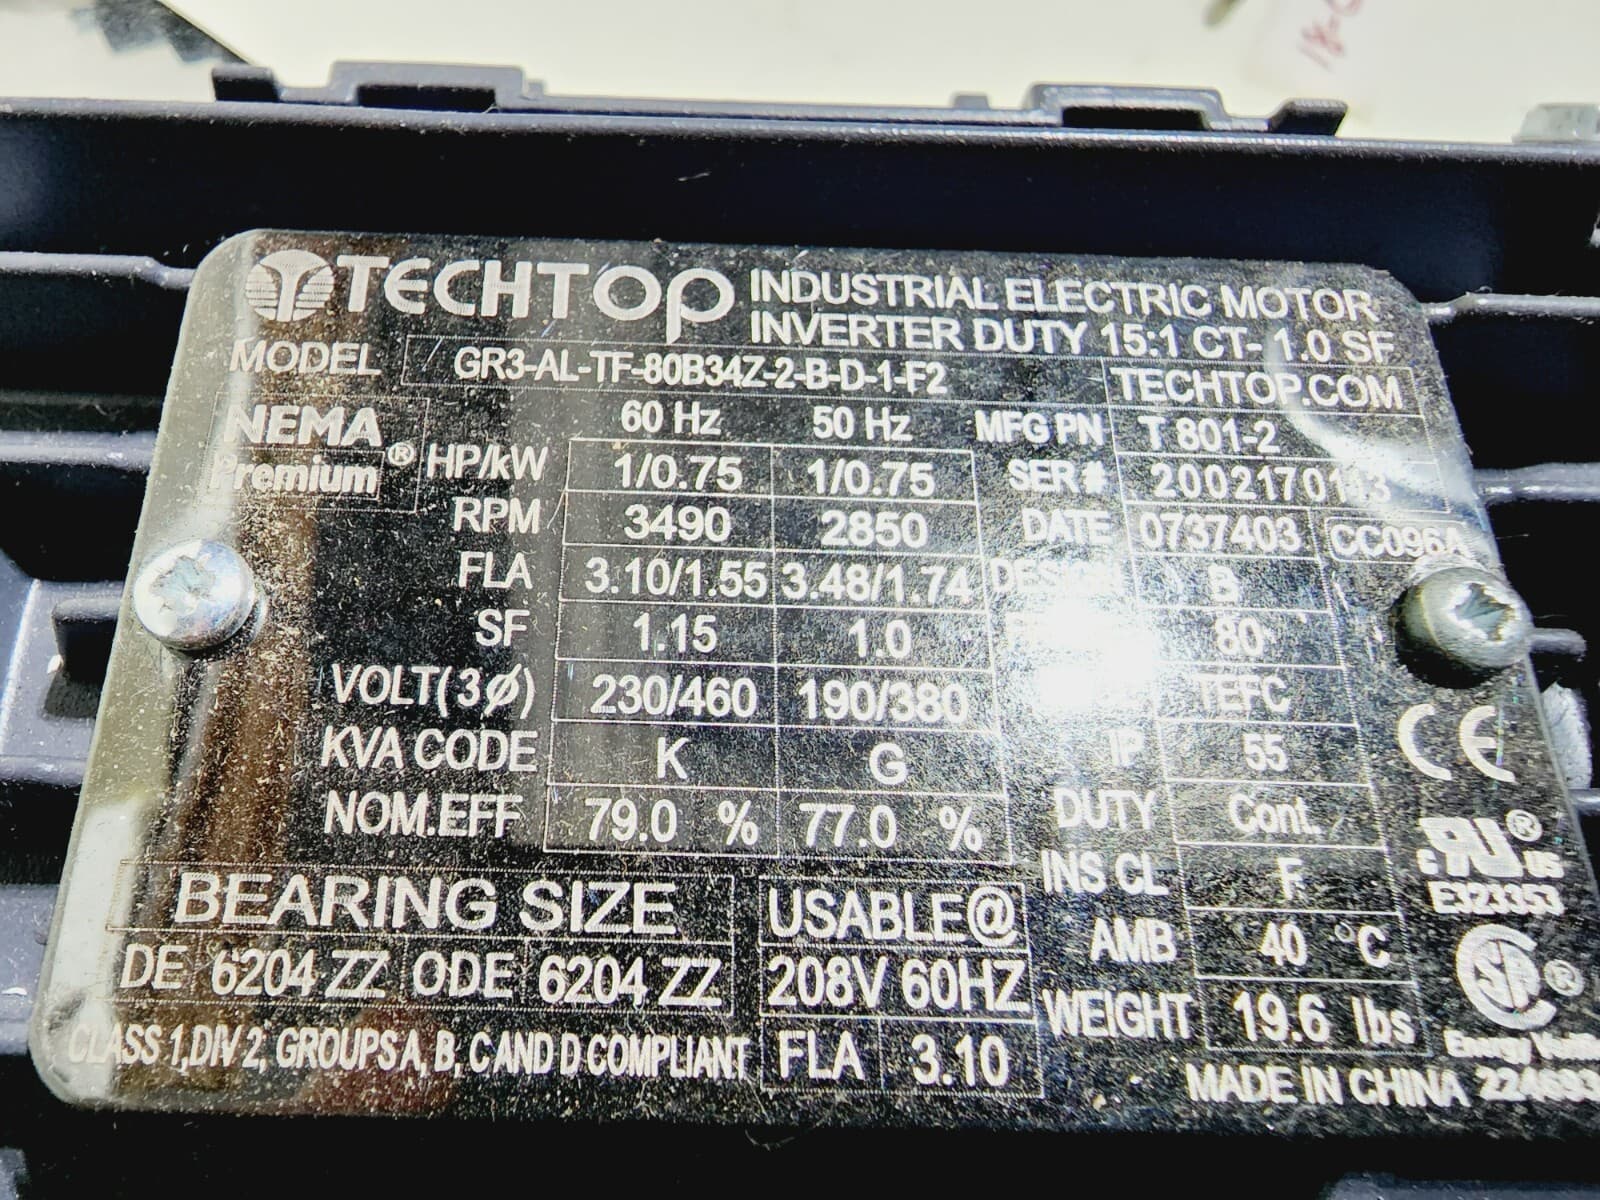 TECHTOP INDUSTRIAL ELECTRIC MOTOR
INVERTER DUTY 15:1 CT- 1.0 SF
MODEL GR3-AL-TF-80B34Z-2-B-D-1-F2 TECHTOP.COM
NEMA Premium®
60 Hz 50 Hz MFG PN T 801-2
HP/kW 1/0.75 1/0.75 SER#
RPM 3490 2850 DATE 0737403 CC096A
FLA 3.10/1.55 3.48/1.74 DESIGN B
SF 1.15 1.0 80
VOLT(3Ø) 230/460 190/380 TEFC
KVA CODE K G IP 55
NOM.EFF 79.0 % 77.0 % DUTY Cont.
CE
INS CL F
c RU ® US
E323353
BEARING SIZE USABLE@ AMB 40 °C
DE 6204 ZZ ODE 6204 ZZ 208V 60HZ WEIGHT 19.6 lbs
CSA ®
Energy
CLASS 1,DIV 2, GROUPS A, B, C AND D COMPLIANT FLA 3.10
MADE IN CHINA